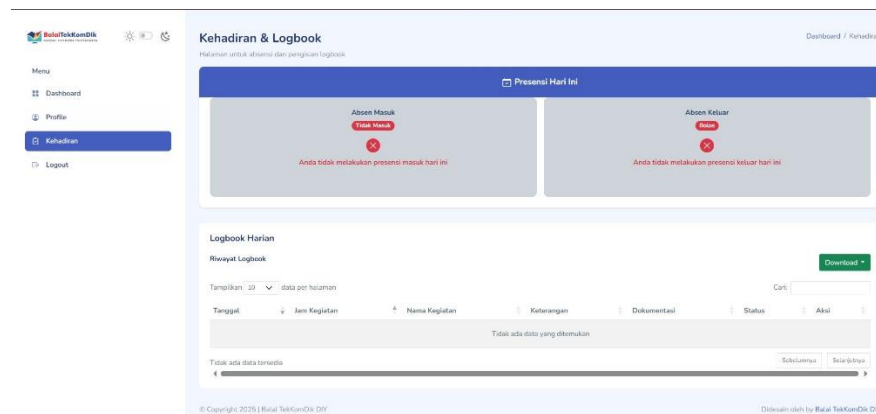 BalaiTekKomDik
Menu
Dashboard
Profile
Kehadiran
Logout
Kehadiran & Logbook
Dashboard / Kehadira
Halaman untuk absensi dan pengisian logbook
Presensi Hari Ini
Absen Masuk
Tidak Masuk
Anda tidak melakukan presensi masuk hari ini
Absen Keluar
Bolos
Anda tidak melakukan presensi keluar hari ini
Logbook Harian
Riwayat Logbook
Download
Tampilkan 10 data per halaman
Cari:
Tanggal Jam Kegiatan Nama Kegiatan Keterangan Dokumentasi Status Aksi
Tidak ada data yang ditemukan
Tidak ada data tersedia
Sebelumnya Selanjutnya
© Copyright 2025 | Balai TekKomDik DIY
Didesain oleh by Balai TekKomDik D